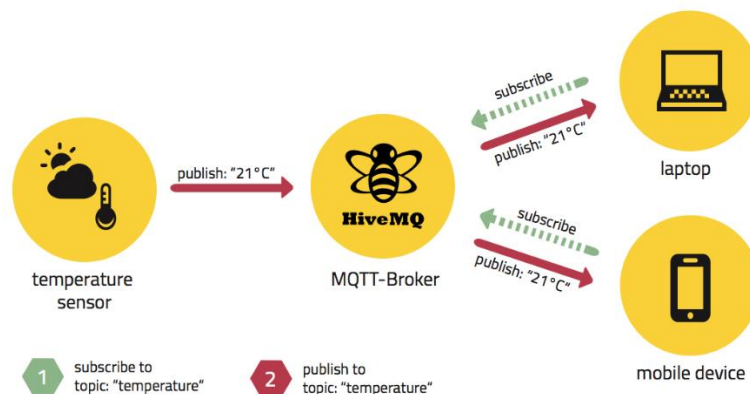 subscribe
publish: "21°C"
laptop
publish: "21°C"
HiveMQ
temperature
sensor
MQTT-Broker
subscribe
publish: "21°C"
mobile device
1
subscribe to
topic: "temperature"
2
publish to
topic: "temperature"